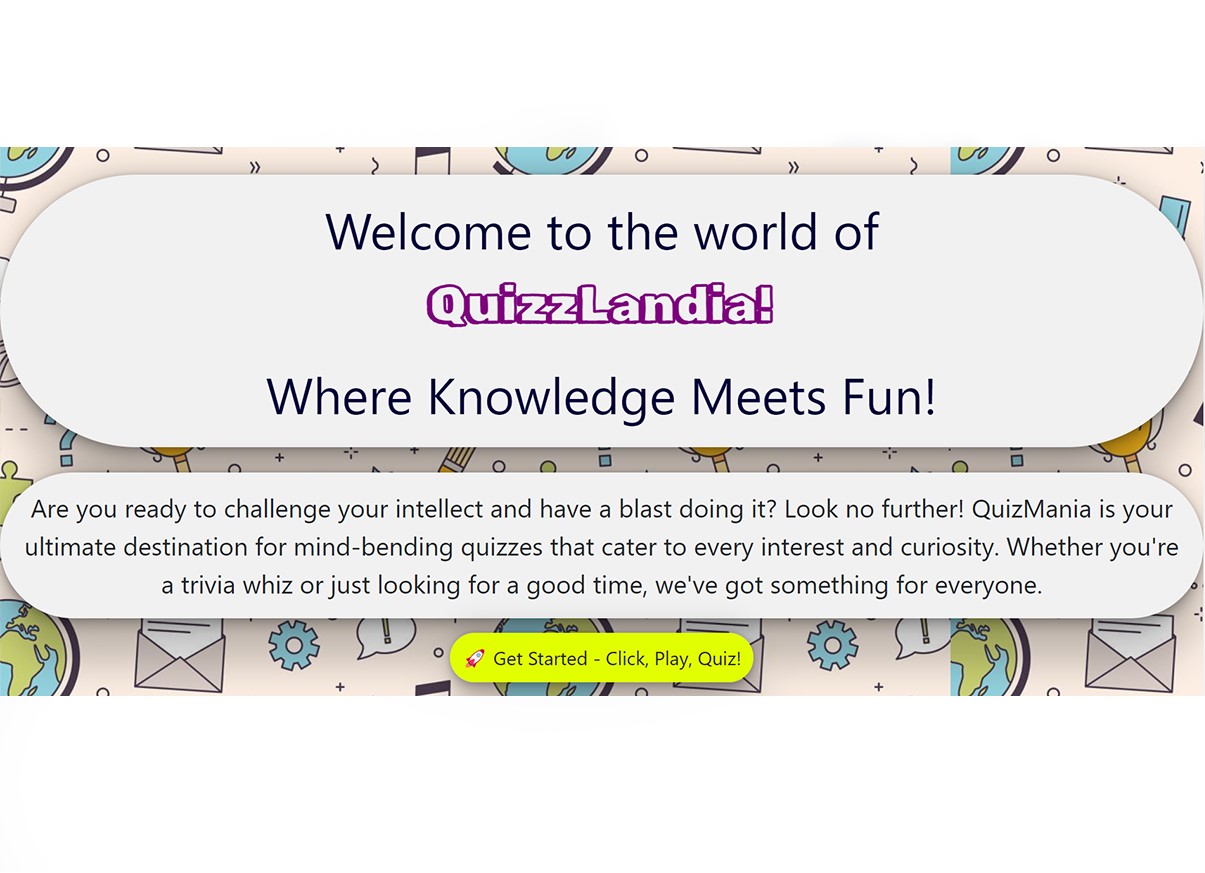 Welcome to the world of
QuizzLandia!
Where Knowledge Meets Fun!
Are you ready to challenge your intellect and have a blast doing it? Look no further! QuizMania is your
ultimate destination for mind-bending quizzes that cater to every interest and curiosity. Whether you're
a trivia whiz or just looking for a good time, we've got something for everyone.
🚀 Get Started - Click, Play, Quiz!